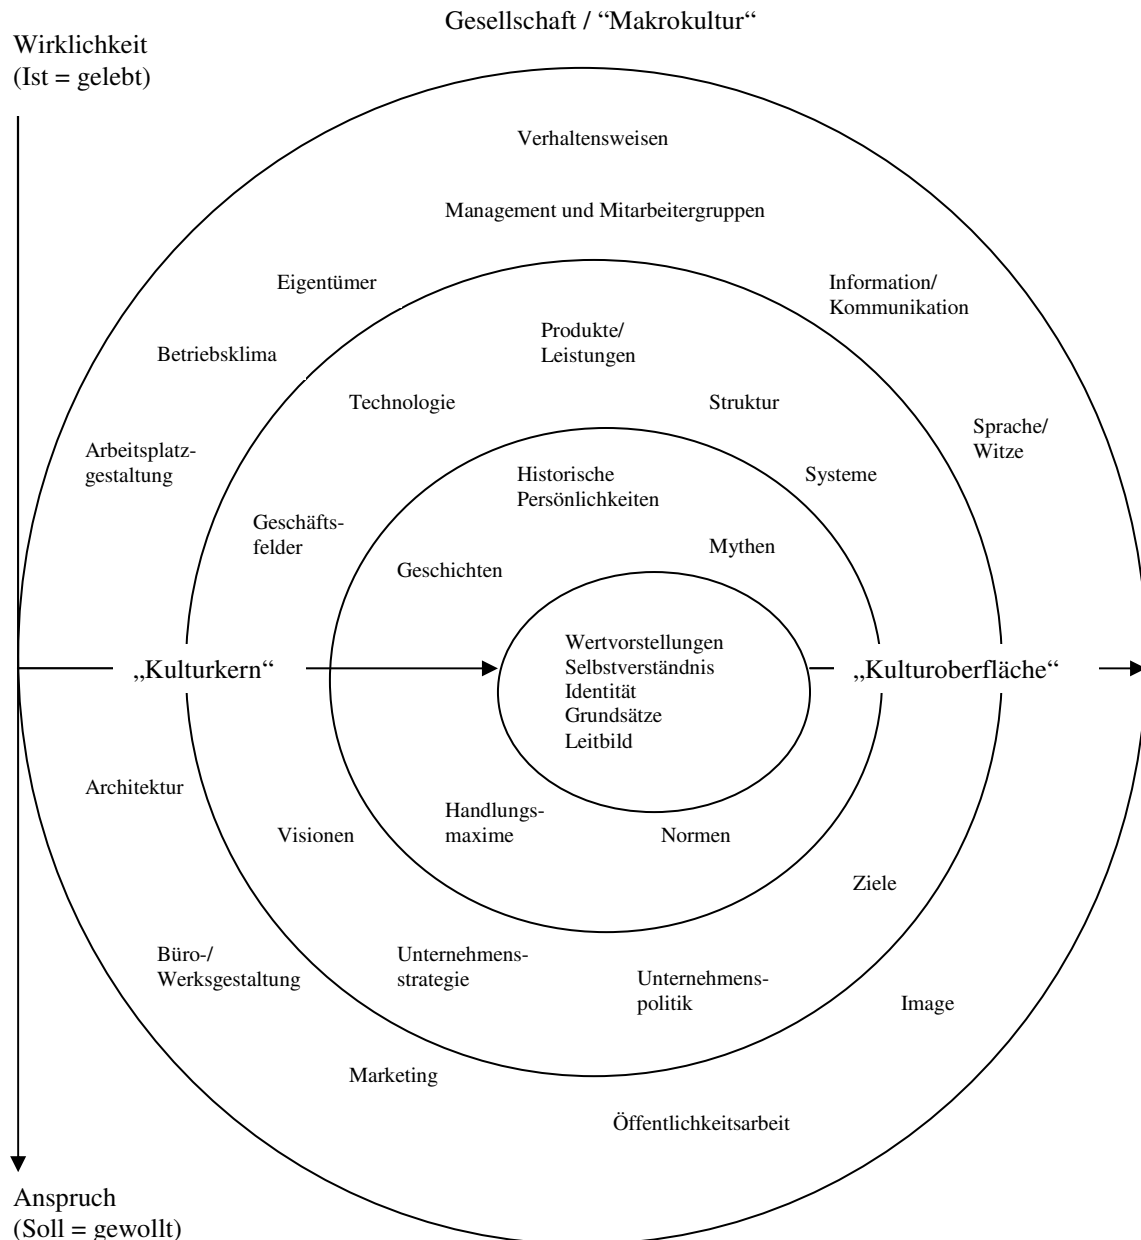 Gesellschaft / “Makrokultur“
Wirklichkeit
(Ist = gelebt)
Verhaltensweisen
Management und Mitarbeitergruppen
Eigentümer
Information/
Kommunikation
Produkte/
Leistungen
Betriebsklima
Technologie
Struktur
Sprache/
Witze
Arbeitsplatz-
gestaltung
Historische
Persönlichkeiten
Systeme
Geschäfts-
felder
Mythen
Geschichten
Wertvorstellungen
Selbstverständnis
Identität
Grundsätze
Leitbild
„Kulturkern“
„Kulturoberfläche“
Architektur
Handlungs-
maxime
Visionen
Normen
Ziele
Büro-/
Werksgestaltung
Unternehmens-
strategie
Unternehmens-
politik
Image
Marketing
Öffentlichkeitsarbeit
Anspruch
(Soll = gewollt)